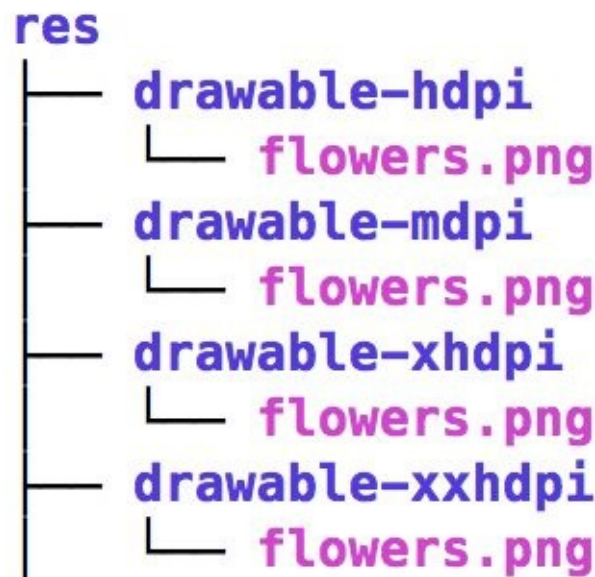 res
drawable-hdpi
flowers.png
drawable-mdpi
flowers.png
drawable-xhdpi
flowers.png
drawable-xxhdpi
flowers.png